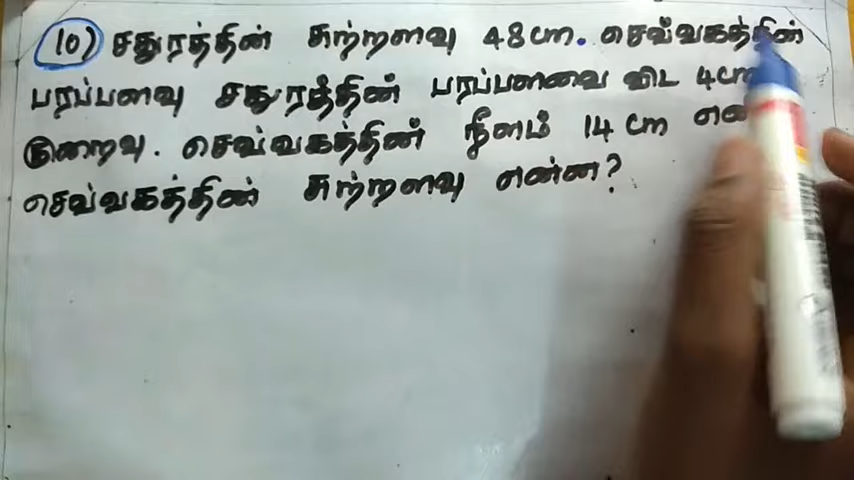 10) சதுரத்தின் சுற்றளவு 48cm. செவ்வகத்தின்
பரப்பளவு சதுரத்தின் பரப்பளவை விட 4cm
குறைவு. செவ்வகத்தின் நீளம் 14 cm
செவ்வகத்தின் சுற்றளவு என்ன?